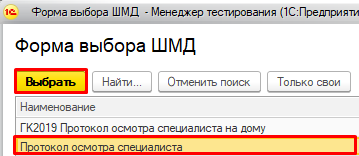 Форма выбора ШМД - Менеджер тестирования (1С:Предприяти
Форма выбора ШМД
Выбрать Найти... Отменить поиск Только свои
Наименование
ГК2019 Протокол осмотра специалиста на дому
Протокол осмотра специалиста